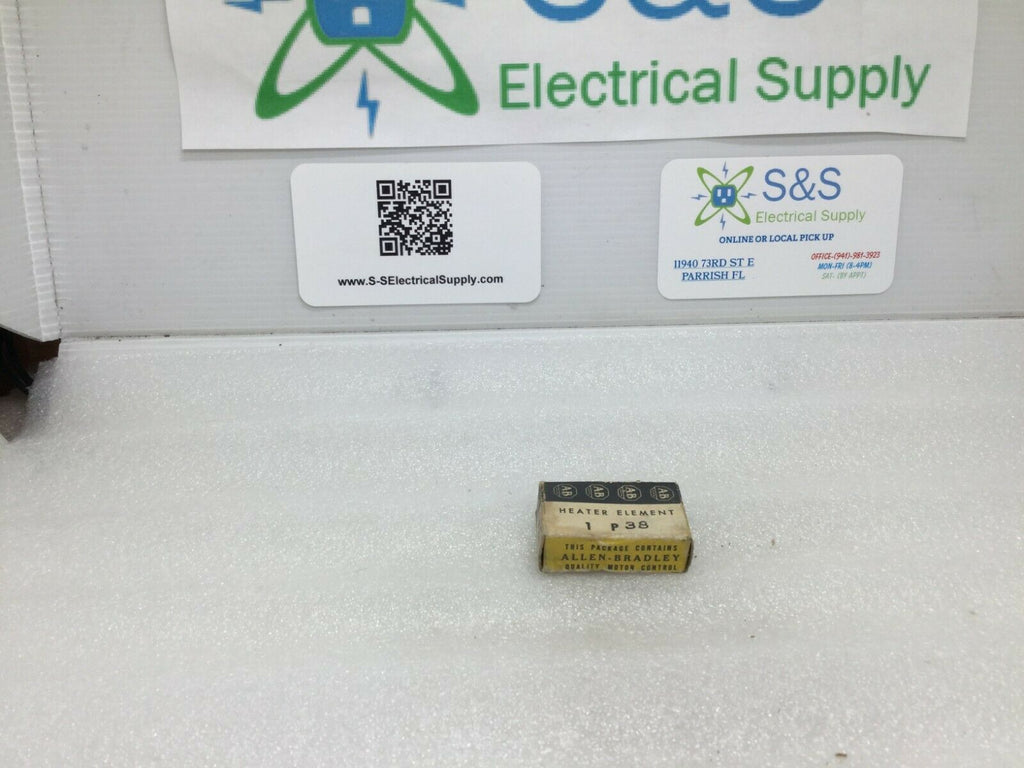 S&S
Electrical Supply
www.S-SElectricalSupply.com
S&S
Electrical Supply
ONLINE OR LOCAL PICK UP
11940 73RD ST E
PARRISH FL
OFFICE-(941)-981-3923
MON-FRI (8-4PM)
SAT- (BY APPT)
AB AB AB AB
HEATER ELEMENT
1 P38
THIS PACKAGE CONTAINS
ALLEN-BRADLEY
QUALITY MOTOR CONTROL